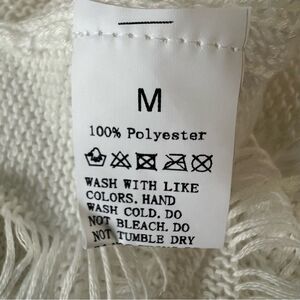 M
100% Polyester
WASH WITH LIKE
COLORS. HAND
WASH COLD. DO
NOT BLEACH. DO
NOT TUMBLE DRY